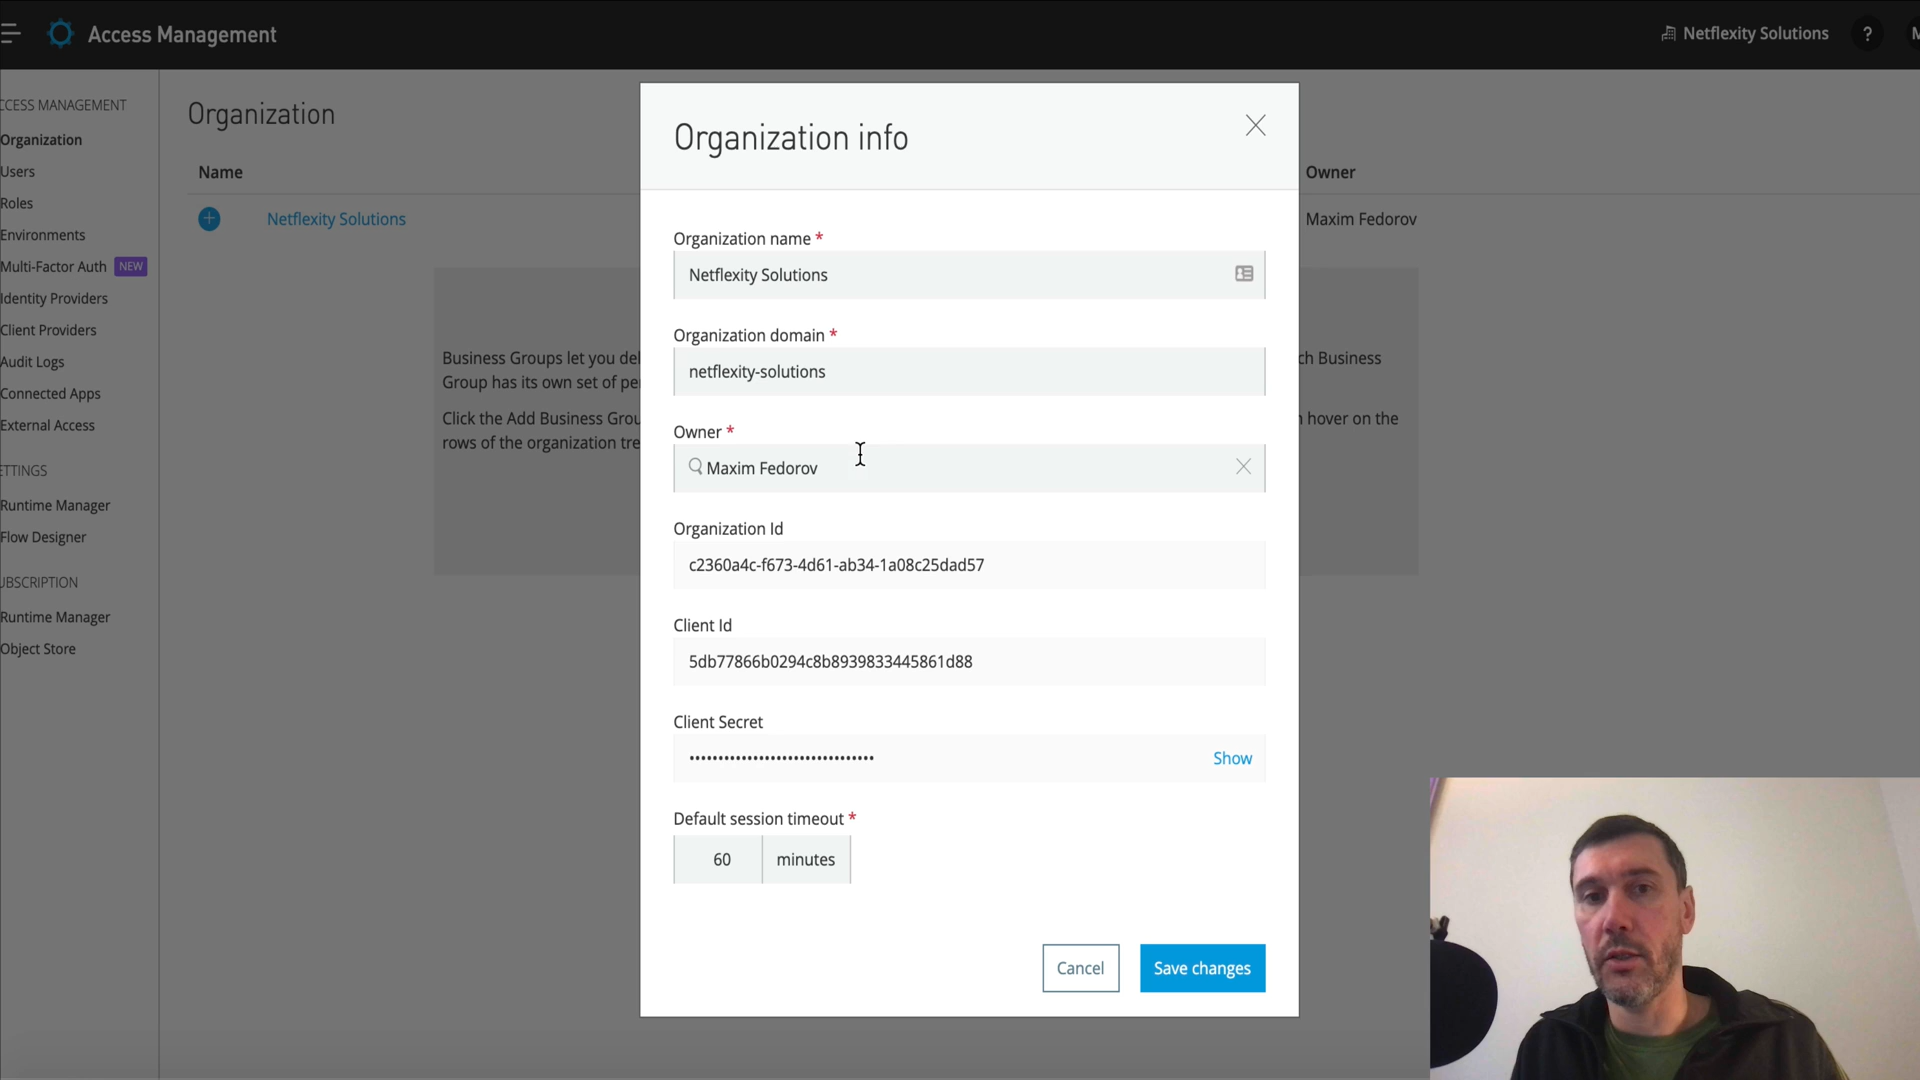 Access Management
Netflexity Solutions
?
CCESS MANAGEMENT
Organization
Users
Roles
Environments
Multi-Factor Auth NEW
Identity Providers
Client Providers
Audit Logs
Connected Apps
External Access
ETTINGS
Runtime Manager
Flow Designer
UBSCRIPTION
Runtime Manager
Object Store
Organization
Name
Owner
Netflexity Solutions
Maxim Fedorov
Business Groups let you del
ch Business
Group has its own set of pe
Click the Add Business Grou
n hover on the
rows of the organization tre
Organization info
Organization name *
Netflexity Solutions
Organization domain *
netflexity-solutions
Owner *
Maxim Fedorov
Organization Id
c2360a4c-f673-4d61-ab34-1a08c25dad57
Client Id
5db77866b0294c8b8939833445861d88
Client Secret
••••••••••••••••••••••••••••••••
Show
Default session timeout *
60 minutes
Cancel
Save changes